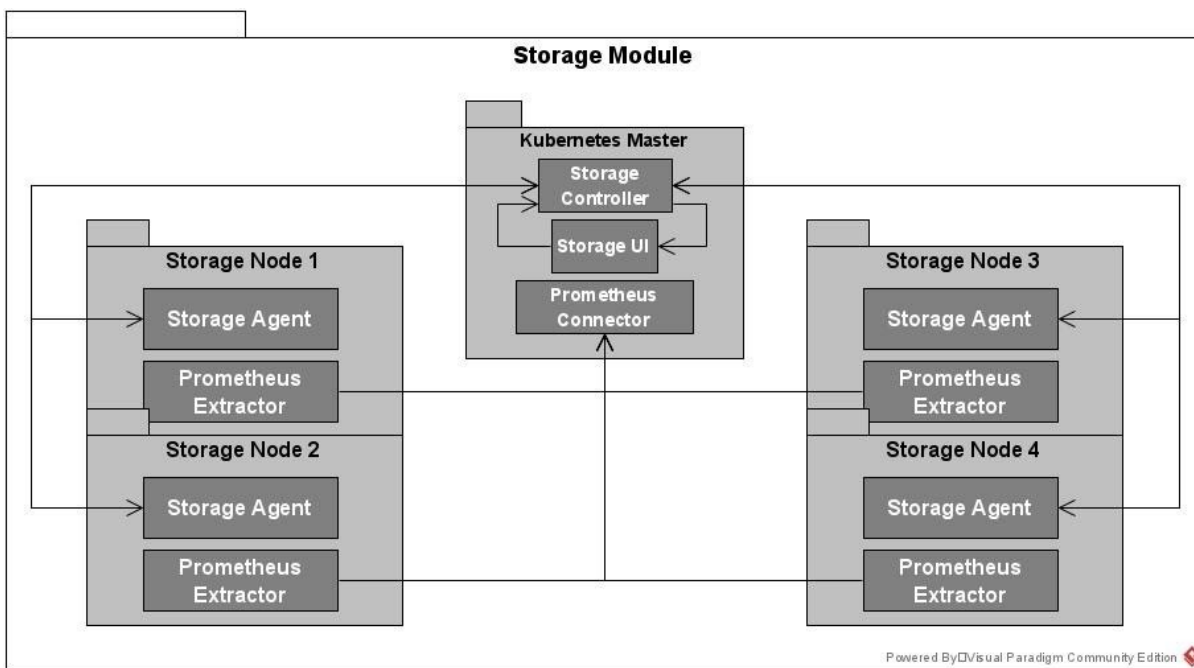 Storage Module
Kubernetes Master
Storage
Controller
Storage UI
Prometheus
Connector
Storage Node 1
Storage Agent
Prometheus
Extractor
Storage Node 2
Storage Agent
Prometheus
Extractor
Storage Node 3
Storage Agent
Prometheus
Extractor
Storage Node 4
Storage Agent
Prometheus
Extractor
Powered By□Visual Paradigm Community Edition